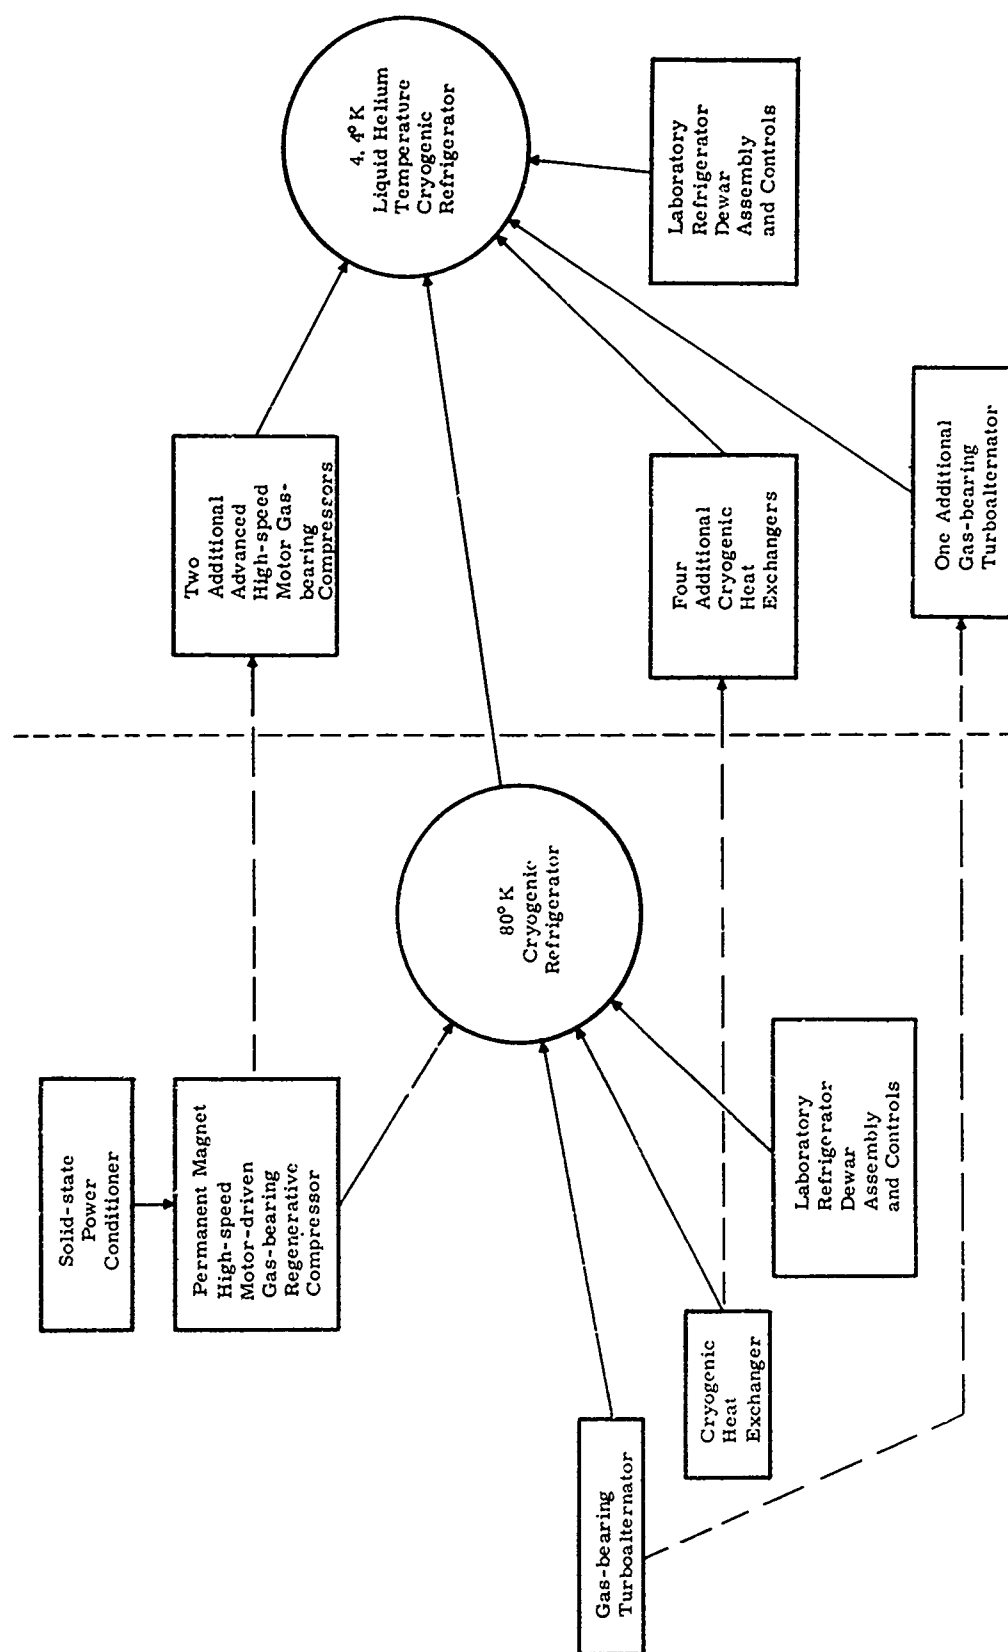 Solid-state
Power
Conditioner
Permanent Magnet
High-speed
Motor-driven
Gas-bearing
Regenerative
Compressor
Gas-bearing
Turboalternator
Cryogenic
Heat
Exchanger
Laboratory
Refrigerator
Dewar
Assembly
and Controls
80° K
Cryogenic
Refrigerator
Two
Additional
Advanced
High-speed
Motor Gas-
bearing
Compressors
Four
Additional
Cryogenic
Heat
Exchangers
One Additional
Gas-bearing
Turboalternator
4. 4° K
Liquid Helium
Temperature
Cryogenic
Refrigerator
Laboratory
Refrigerator
Dewar
Assembly
and Controls